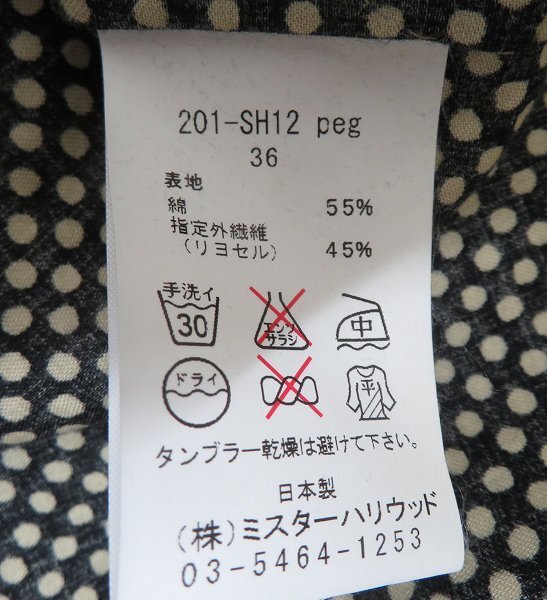 201-SH12 peg
36
表地
綿 55%
指定外繊維
(リヨセル) 45%
手洗イ
30
エンソ
サラシ
中
ドライ
平
タンブラー乾燥は避けて下さい。
日本製
(株)ミスターハリウッド
03-5464-1253